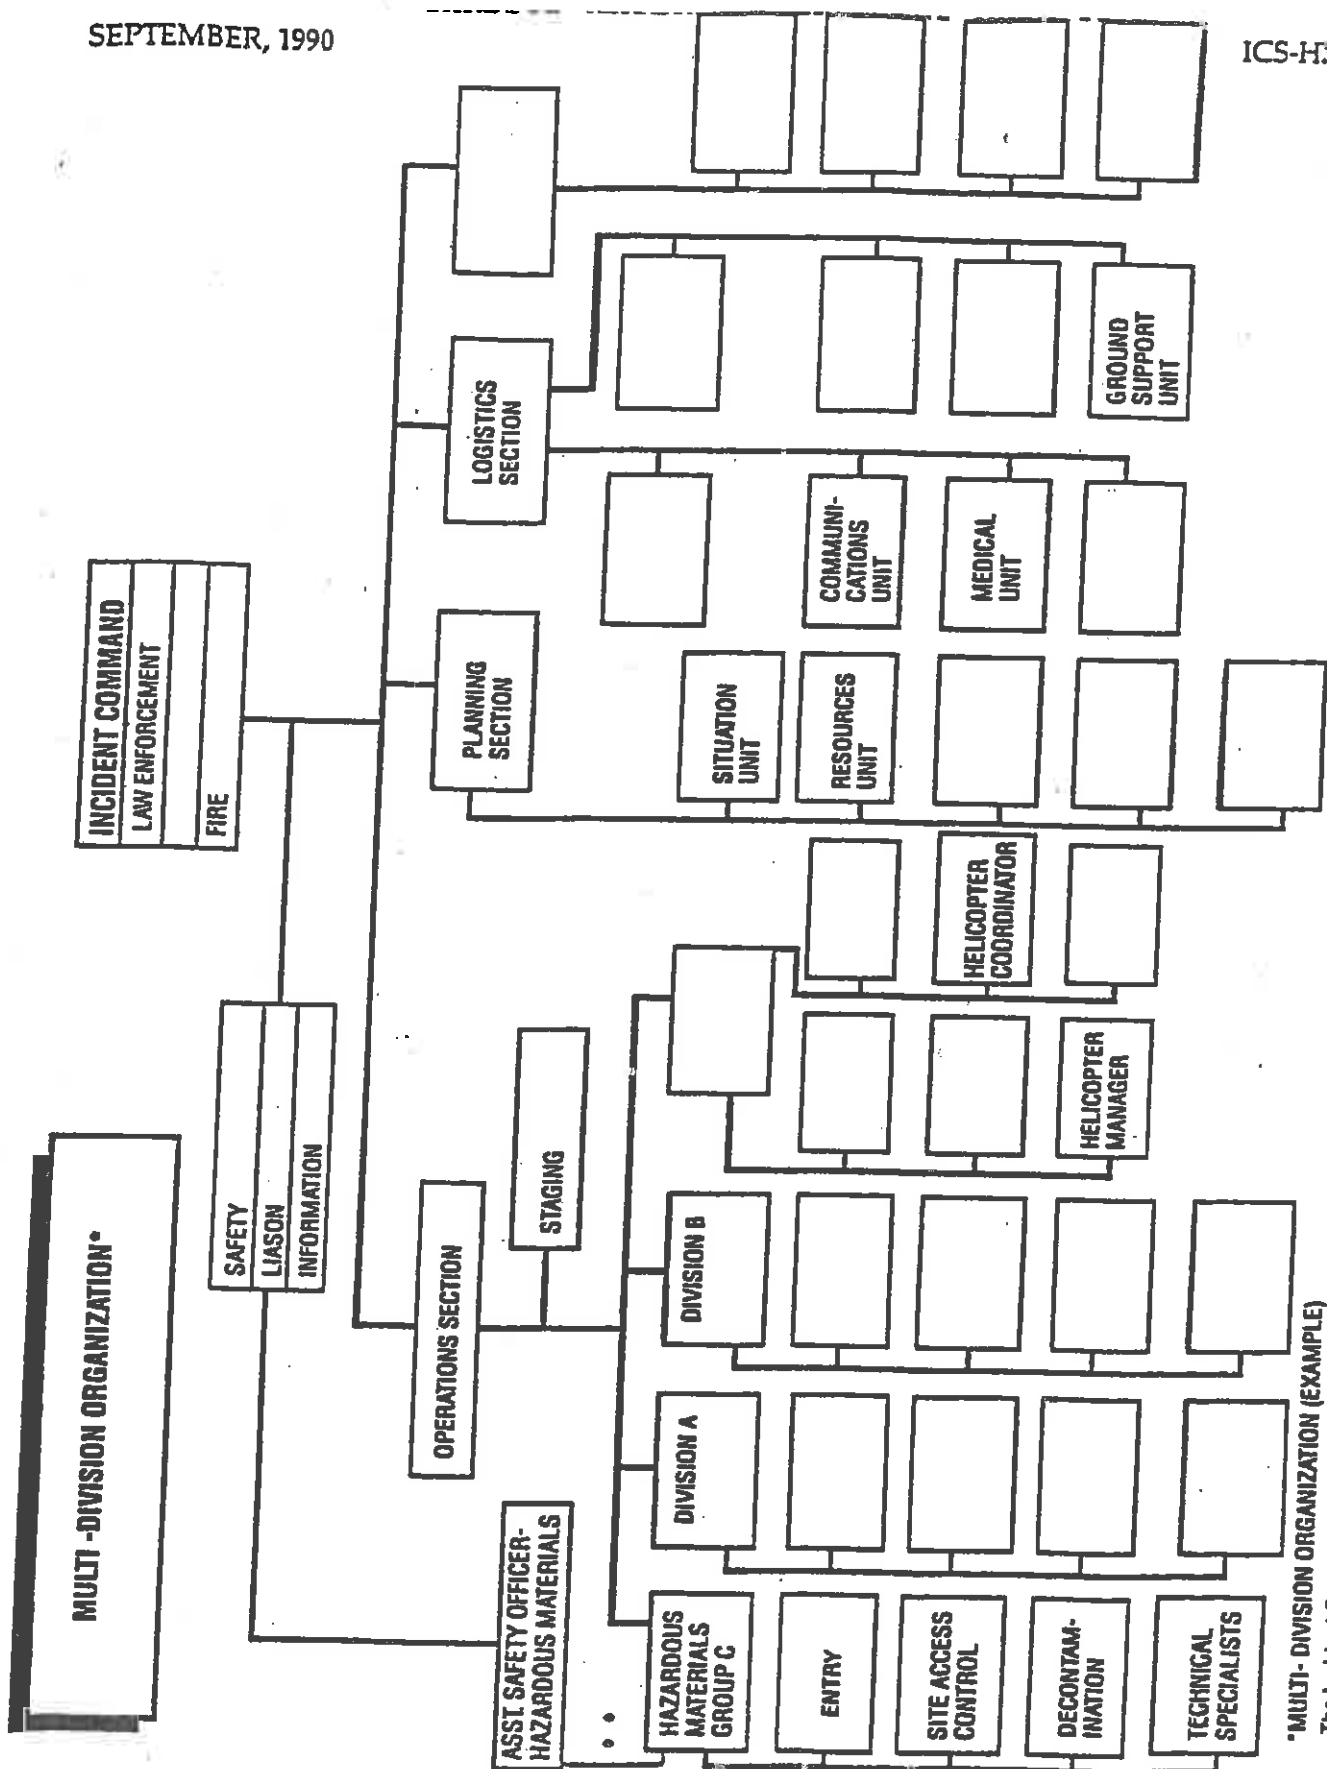 SEPTEMBER, 1990
MULTI -DIVISION ORGANIZATION*
INCIDENT COMMAND
LAW ENFORCEMENT
FIRE
SAFETY
LIASON
INFORMATION
ASST. SAFETY OFFICER-
HAZARDOUS MATERIALS
OPERATIONS SECTION
STAGING
PLANNING
SECTION
LOGISTICS
SECTION
HAZARDOUS
MATERIALS
GROUP C
ENTRY
SITE ACCESS
CONTROL
DECONTAM-
INATION
TECHNICAL
SPECIALISTS
DIVISION A
DIVISION B
HELICOPTER
MANAGER
HELICOPTER
COORDINATOR
SITUATION
UNIT
RESOURCES
UNIT
COMMUNI-
CATIONS
UNIT
MEDICAL
UNIT
GROUND
SUPPORT
UNIT
*MULTI- DIVISION ORGANIZATION (EXAMPLE)